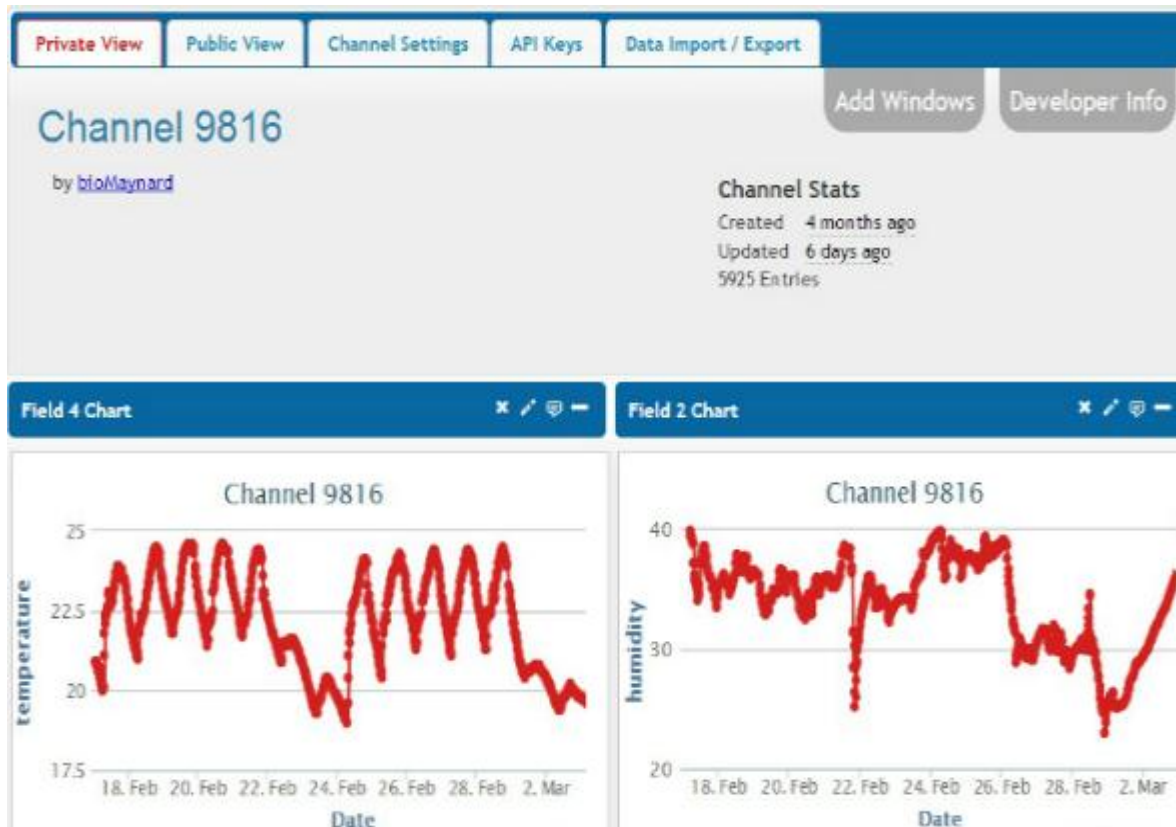 Private View
Public View
Channel Settings
API Keys
Data Import / Export
Add Windows
Developer Info
Channel 9816
by bioMaynard
Channel Stats
Created 4 months ago
Updated 6 days ago
5925 Entries
Field 4 Chart
Channel 9816
25
22.5
20
17.5
temperature
18. Feb 20. Feb 22. Feb 24. Feb 26. Feb 28. Feb 2. Mar
Date
Field 2 Chart
Channel 9816
40
30
20
humidity
18. Feb 20. Feb 22. Feb 24. Feb 26. Feb 28. Feb 2. Mar
Date